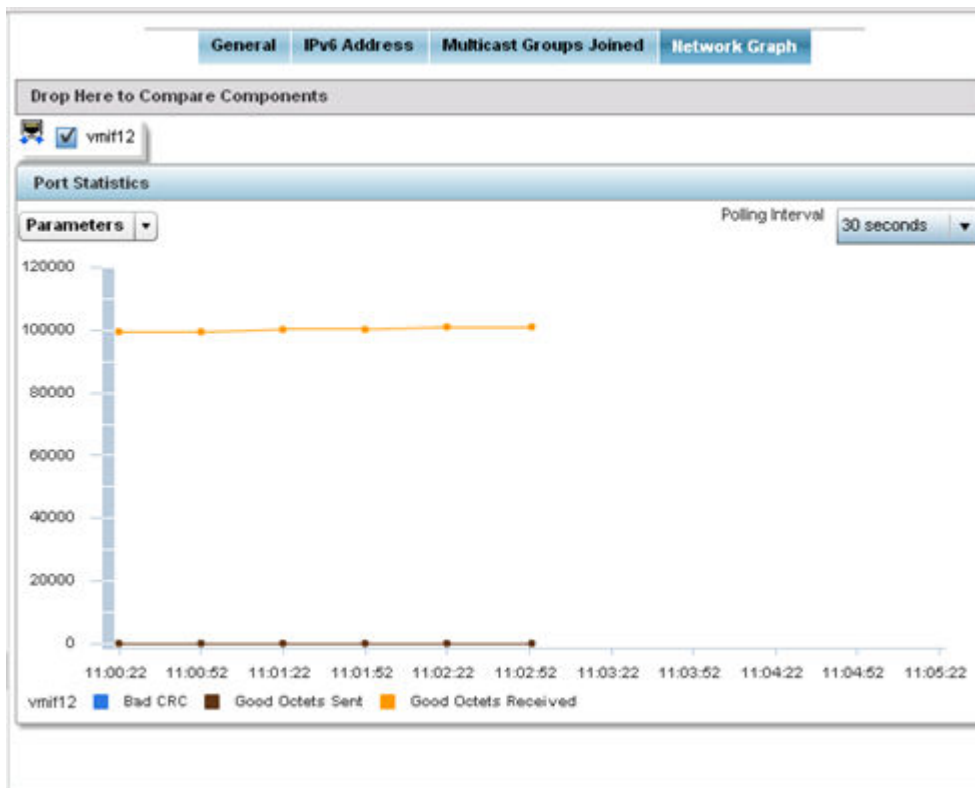 General IPv6 Address Multicast Groups Joined Network Graph
Drop Here to Compare Components
vmif12
Port Statistics
Parameters Polling Interval 30 seconds
120000
100000
80000
60000
40000
20000
0
11:00:22 11:00:52 11:01:22 11:01:52 11:02:22 11:02:52 11:03:22 11:03:52 11:04:22 11:04:52 11:05:22
vmif12 Bad CRC Good Octets Sent Good Octets Received